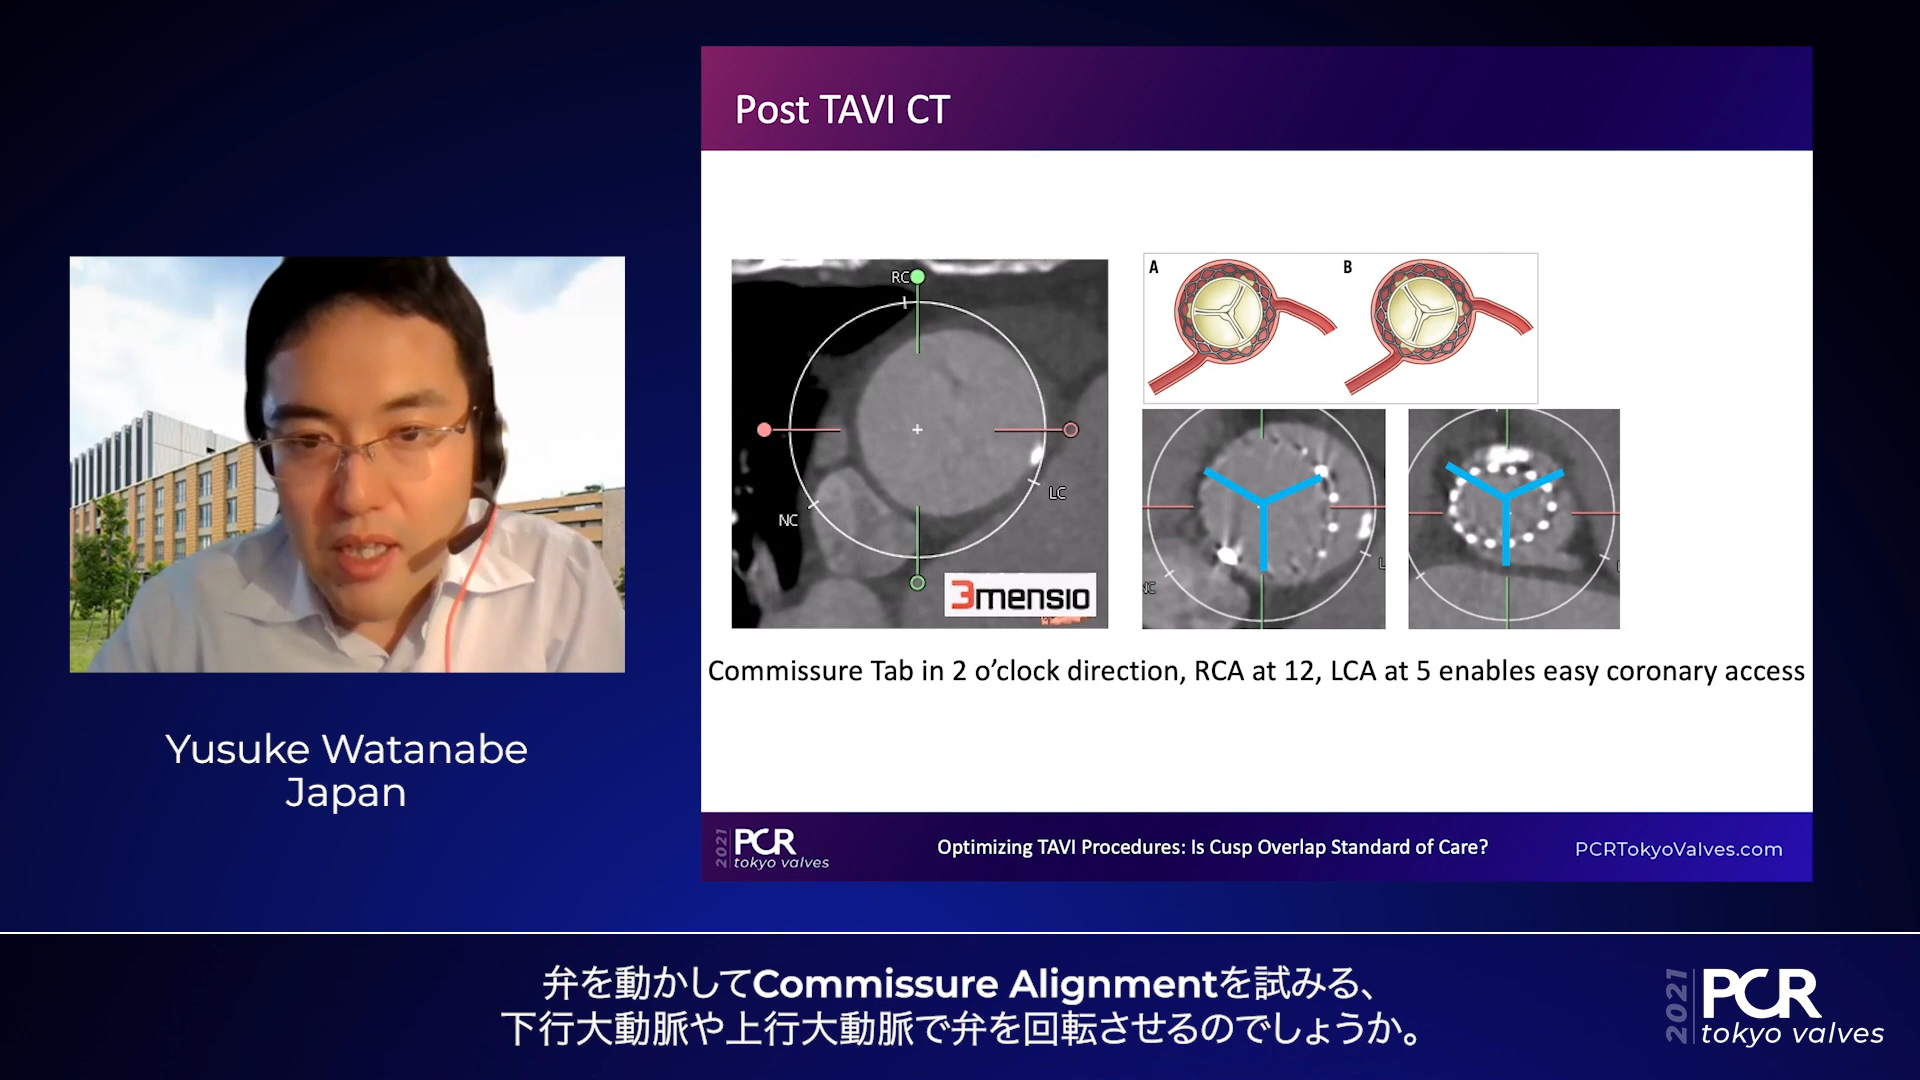 Post TAVI CT
RC
LC
NC
3mensio
A
B
NC
L
L
Commissure Tab in 2 o’clock direction, RCA at 12, LCA at 5 enables easy coronary access
2021 PCR tokyo valves
Optimizing TAVI Procedures: Is Cusp Overlap Standard of Care?
PCRTokyoValves.com
Yusuke Watanabe
Japan
弁を動かしてCommissure Alignmentを試みる、
下行大動脈や上行大動脈で弁を回転させるのでしょうか。
2021 PCR
tokyo valves